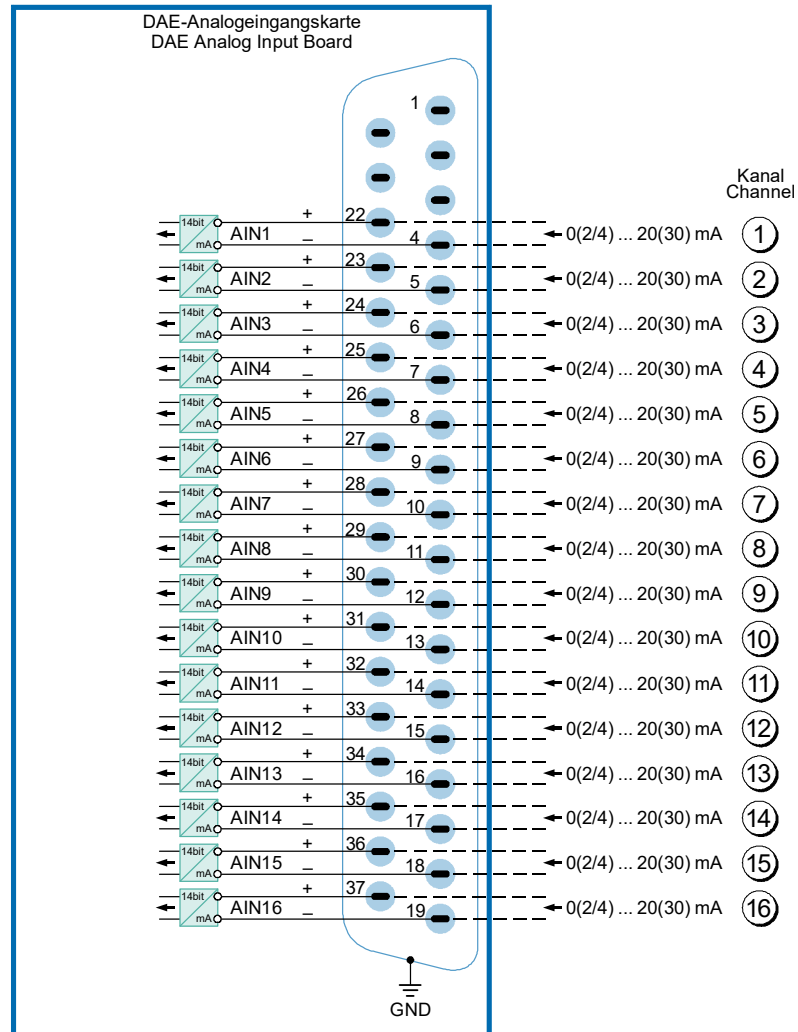 DAE-Analogeingangskarte
DAE Analog Input Board
1
Kanal
Channel
14bit mA AIN1 + – 22 4 0(2/4) ... 20(30) mA 1
14bit mA AIN2 + – 23 5 0(2/4) ... 20(30) mA 2
14bit mA AIN3 + – 24 6 0(2/4) ... 20(30) mA 3
14bit mA AIN4 + – 25 7 0(2/4) ... 20(30) mA 4
14bit mA AIN5 + – 26 8 0(2/4) ... 20(30) mA 5
14bit mA AIN6 + – 27 9 0(2/4) ... 20(30) mA 6
14bit mA AIN7 + – 28 10 0(2/4) ... 20(30) mA 7
14bit mA AIN8 + – 29 11 0(2/4) ... 20(30) mA 8
14bit mA AIN9 + – 30 12 0(2/4) ... 20(30) mA 9
14bit mA AIN10 + – 31 13 0(2/4) ... 20(30) mA 10
14bit mA AIN11 + – 32 14 0(2/4) ... 20(30) mA 11
14bit mA AIN12 + – 33 15 0(2/4) ... 20(30) mA 12
14bit mA AIN13 + – 34 16 0(2/4) ... 20(30) mA 13
14bit mA AIN14 + – 35 17 0(2/4) ... 20(30) mA 14
14bit mA AIN15 + – 36 18 0(2/4) ... 20(30) mA 15
14bit mA AIN16 + – 37 19 0(2/4) ... 20(30) mA 16
GND